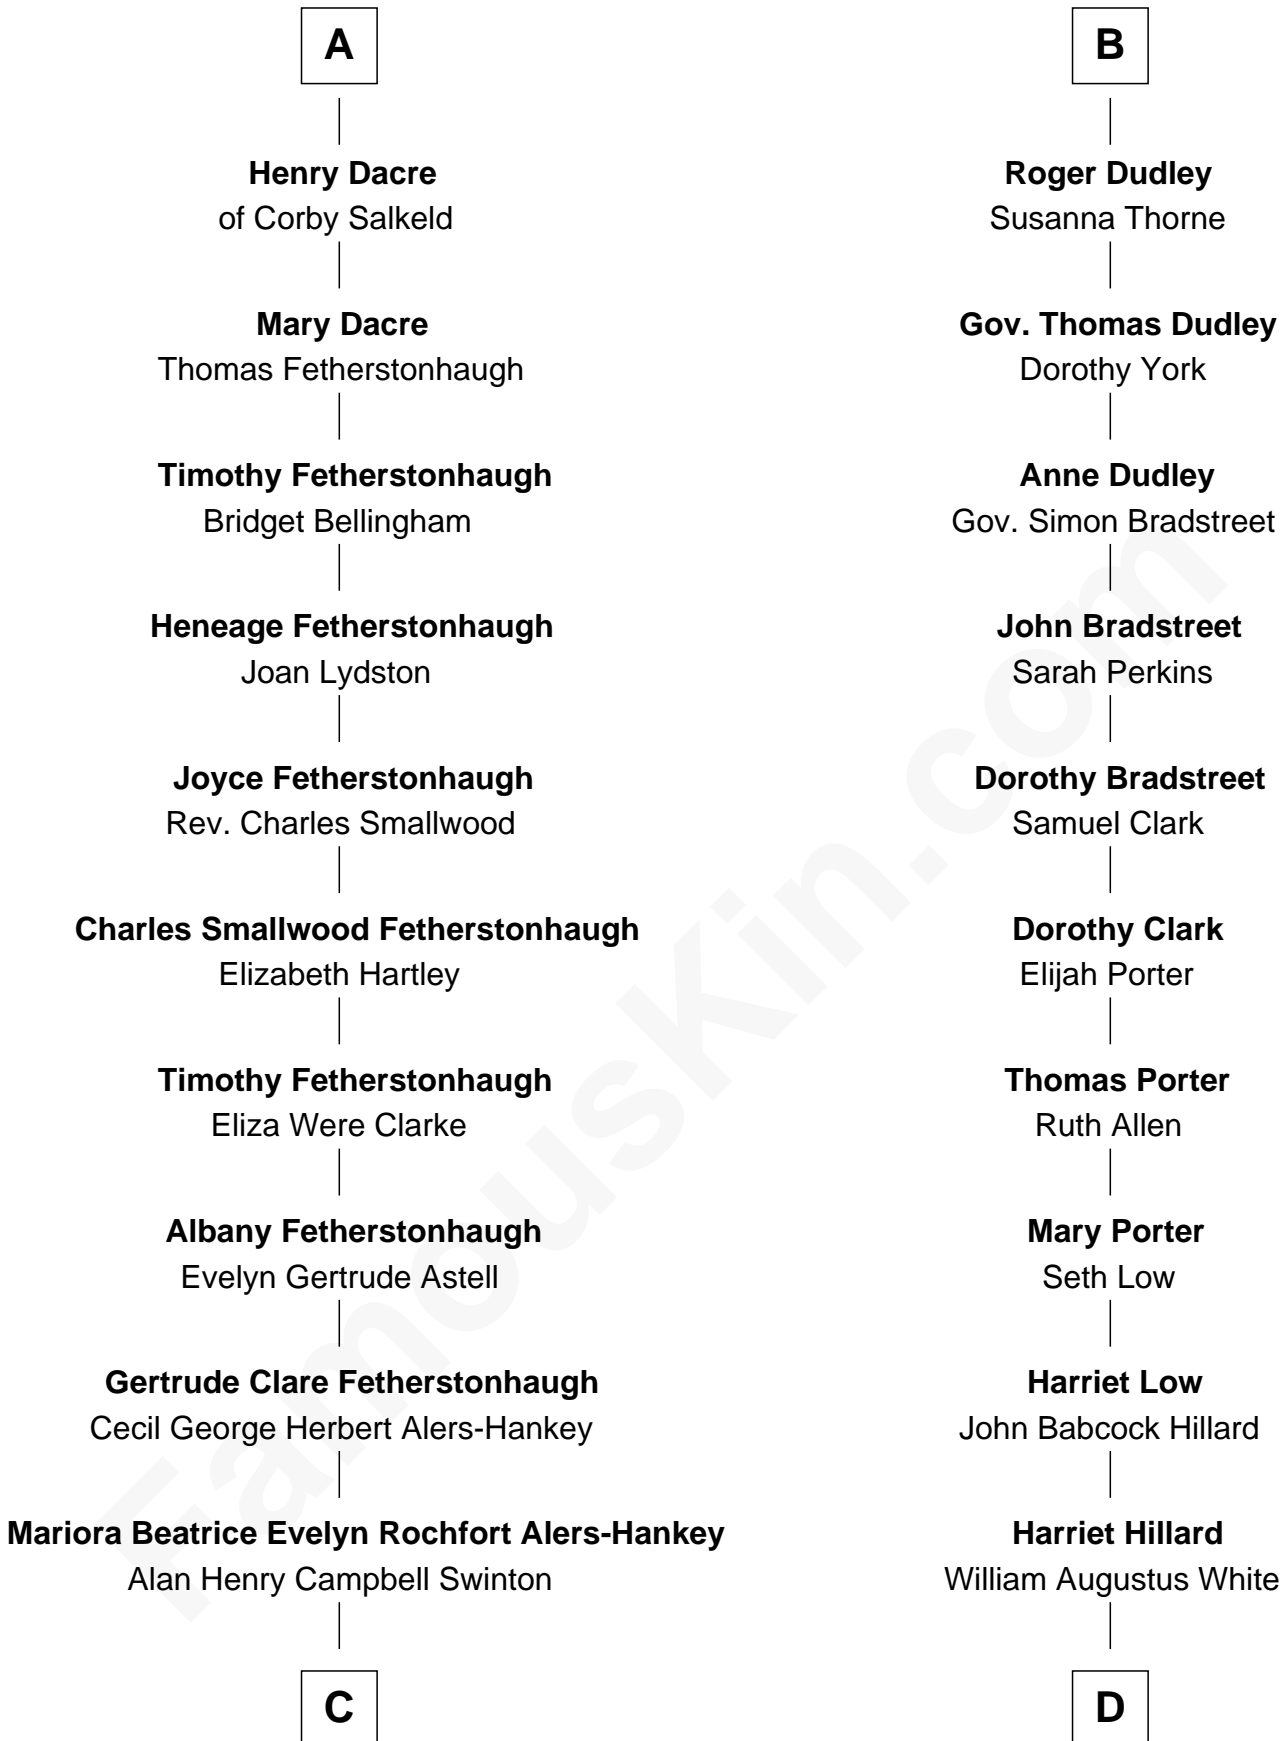 A
Henry Dacre
of Corby Salkeld
Mary Dacre
Thomas Fetherstonhaugh
Timothy Fetherstonhaugh
Bridget Bellingham
Heneage Fetherstonhaugh
Joan Lydston
Joyce Fetherstonhaugh
Rev. Charles Smallwood
Charles Smallwood Fetherstonhaugh
Elizabeth Hartley
Timothy Fetherstonhaugh
Eliza Were Clarke
Albany Fetherstonhaugh
Evelyn Gertrude Astell
Gertrude Clare Fetherstonhaugh
Cecil George Herbert Alers-Hankey
Mariora Beatrice Evelyn Rochfort Alers-Hankey
Alan Henry Campbell Swinton
C
B
Roger Dudley
Susanna Thorne
Gov. Thomas Dudley
Dorothy York
Anne Dudley
Gov. Simon Bradstreet
John Bradstreet
Sarah Perkins
Dorothy Bradstreet
Samuel Clark
Dorothy Clark
Elijah Porter
Thomas Porter
Ruth Allen
Mary Porter
Seth Low
Harriet Low
John Babcock Hillard
Harriet Hillard
William Augustus White
D
FamousKin.com